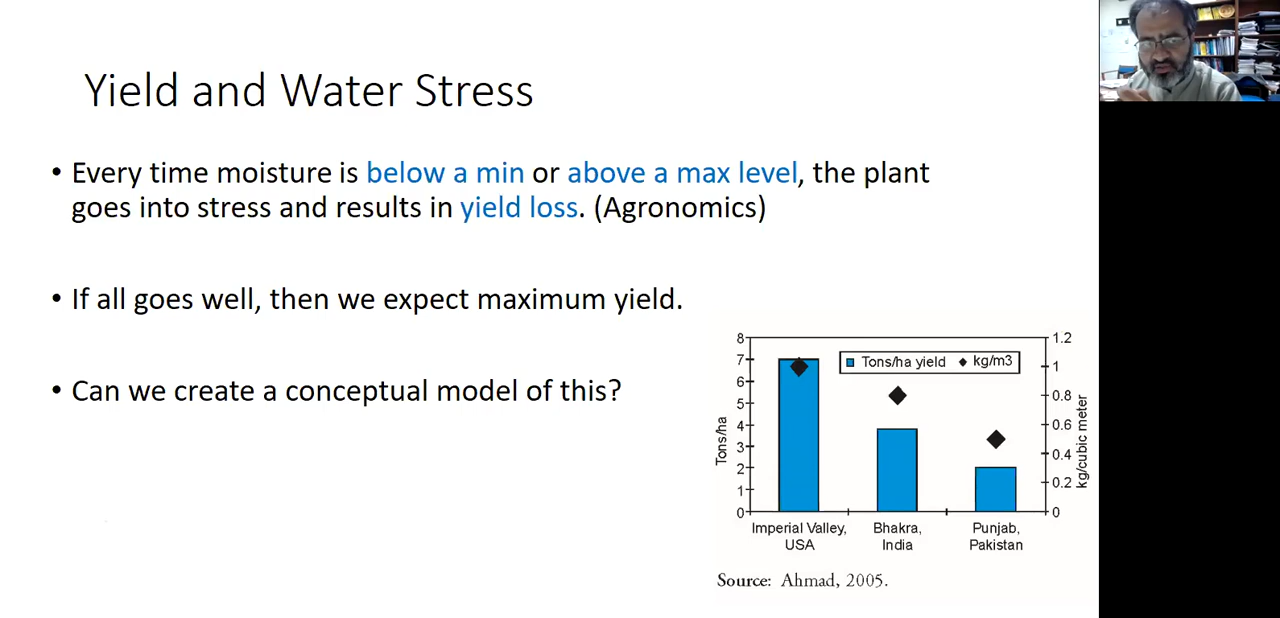 Yield and Water Stress
• Every time moisture is below a min or above a max level, the plant
goes into stress and results in yield loss. (Agronomics)
• If all goes well, then we expect maximum yield.
• Can we create a conceptual model of this?
8
7
6
5
4
3
2
1
0
Tons/ha
Tons/ha yield
kg/m3
1.2
1
0.8
0.6
0.4
0.2
0
kg/cubic meter
Imperial Valley,
USA
Bhakra,
India
Punjab,
Pakistan
Source: Ahmad, 2005.